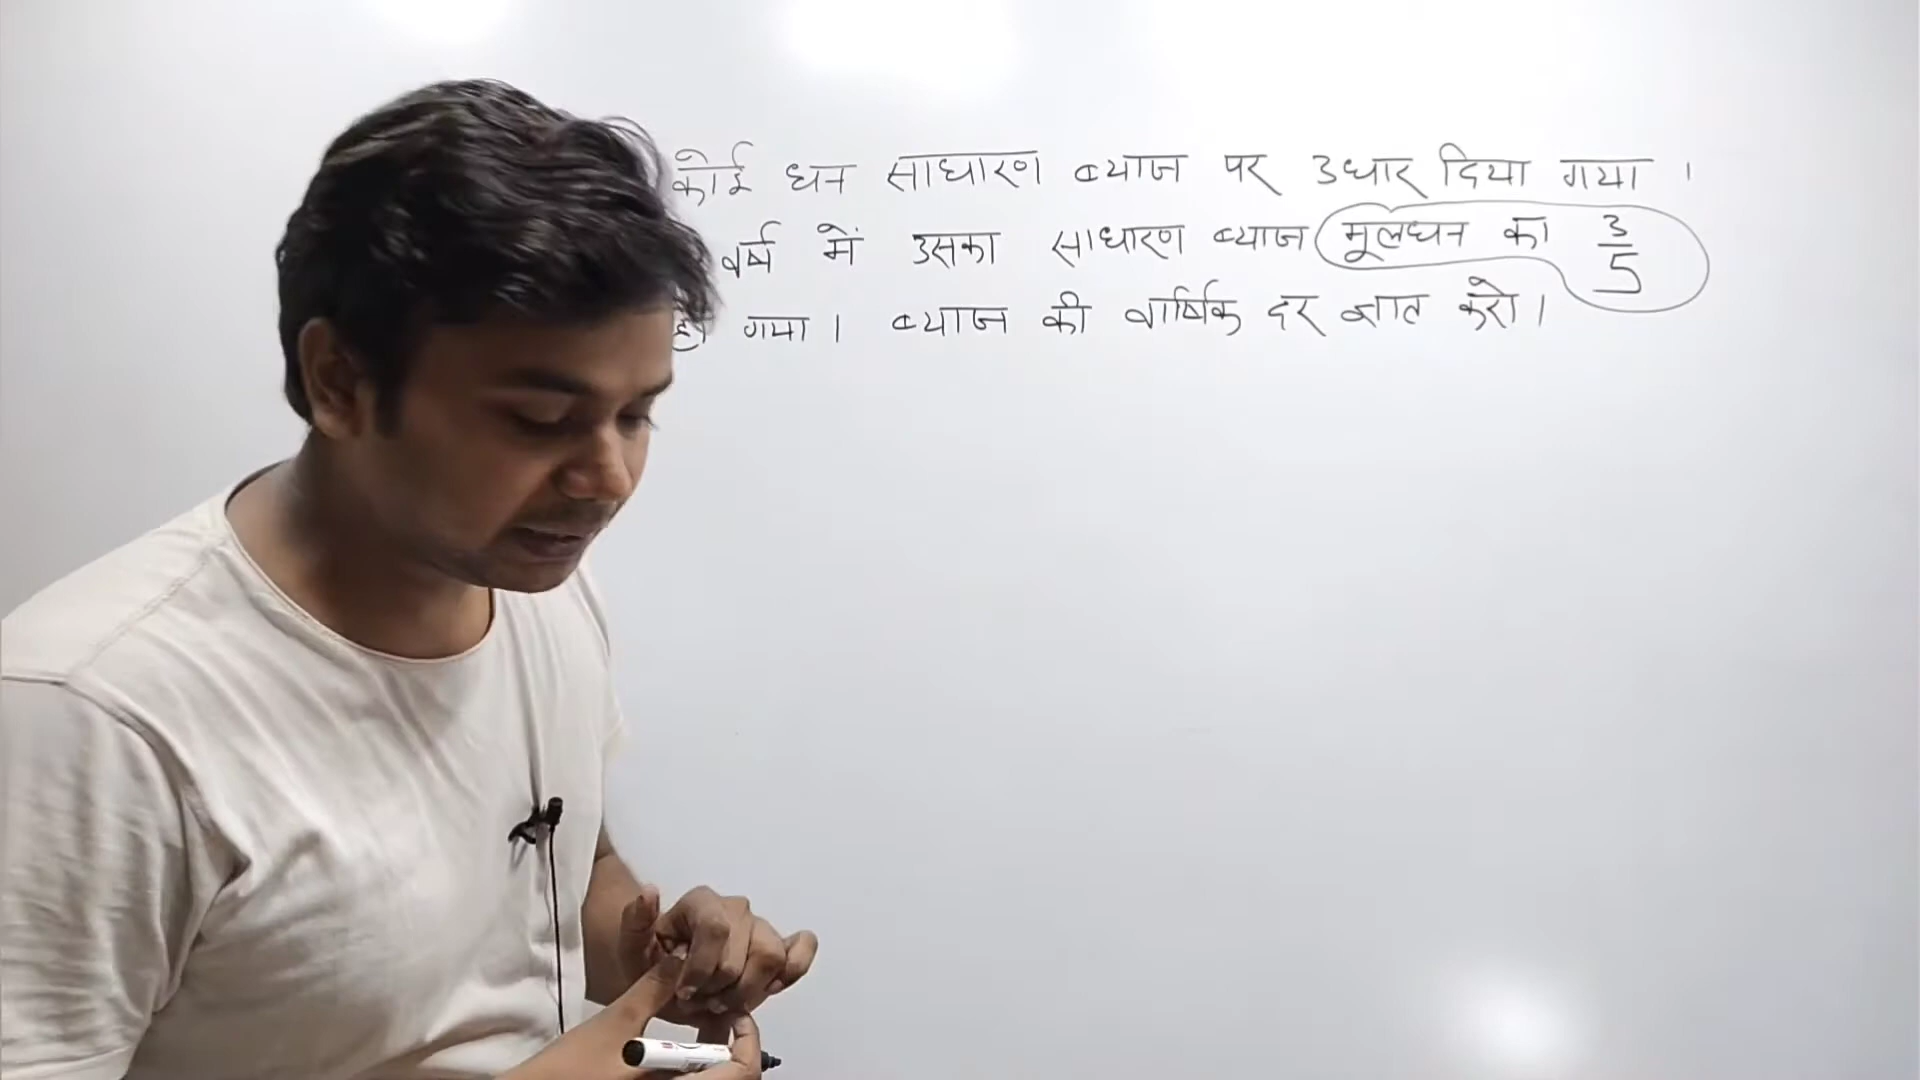 कोई धन साधारण ब्याज पर उधार दिया गया ।
वर्ष में उसका साधारण ब्याज मूलधन का 3/5
हो गया । ब्याज की वार्षिक दर ज्ञात करो ।